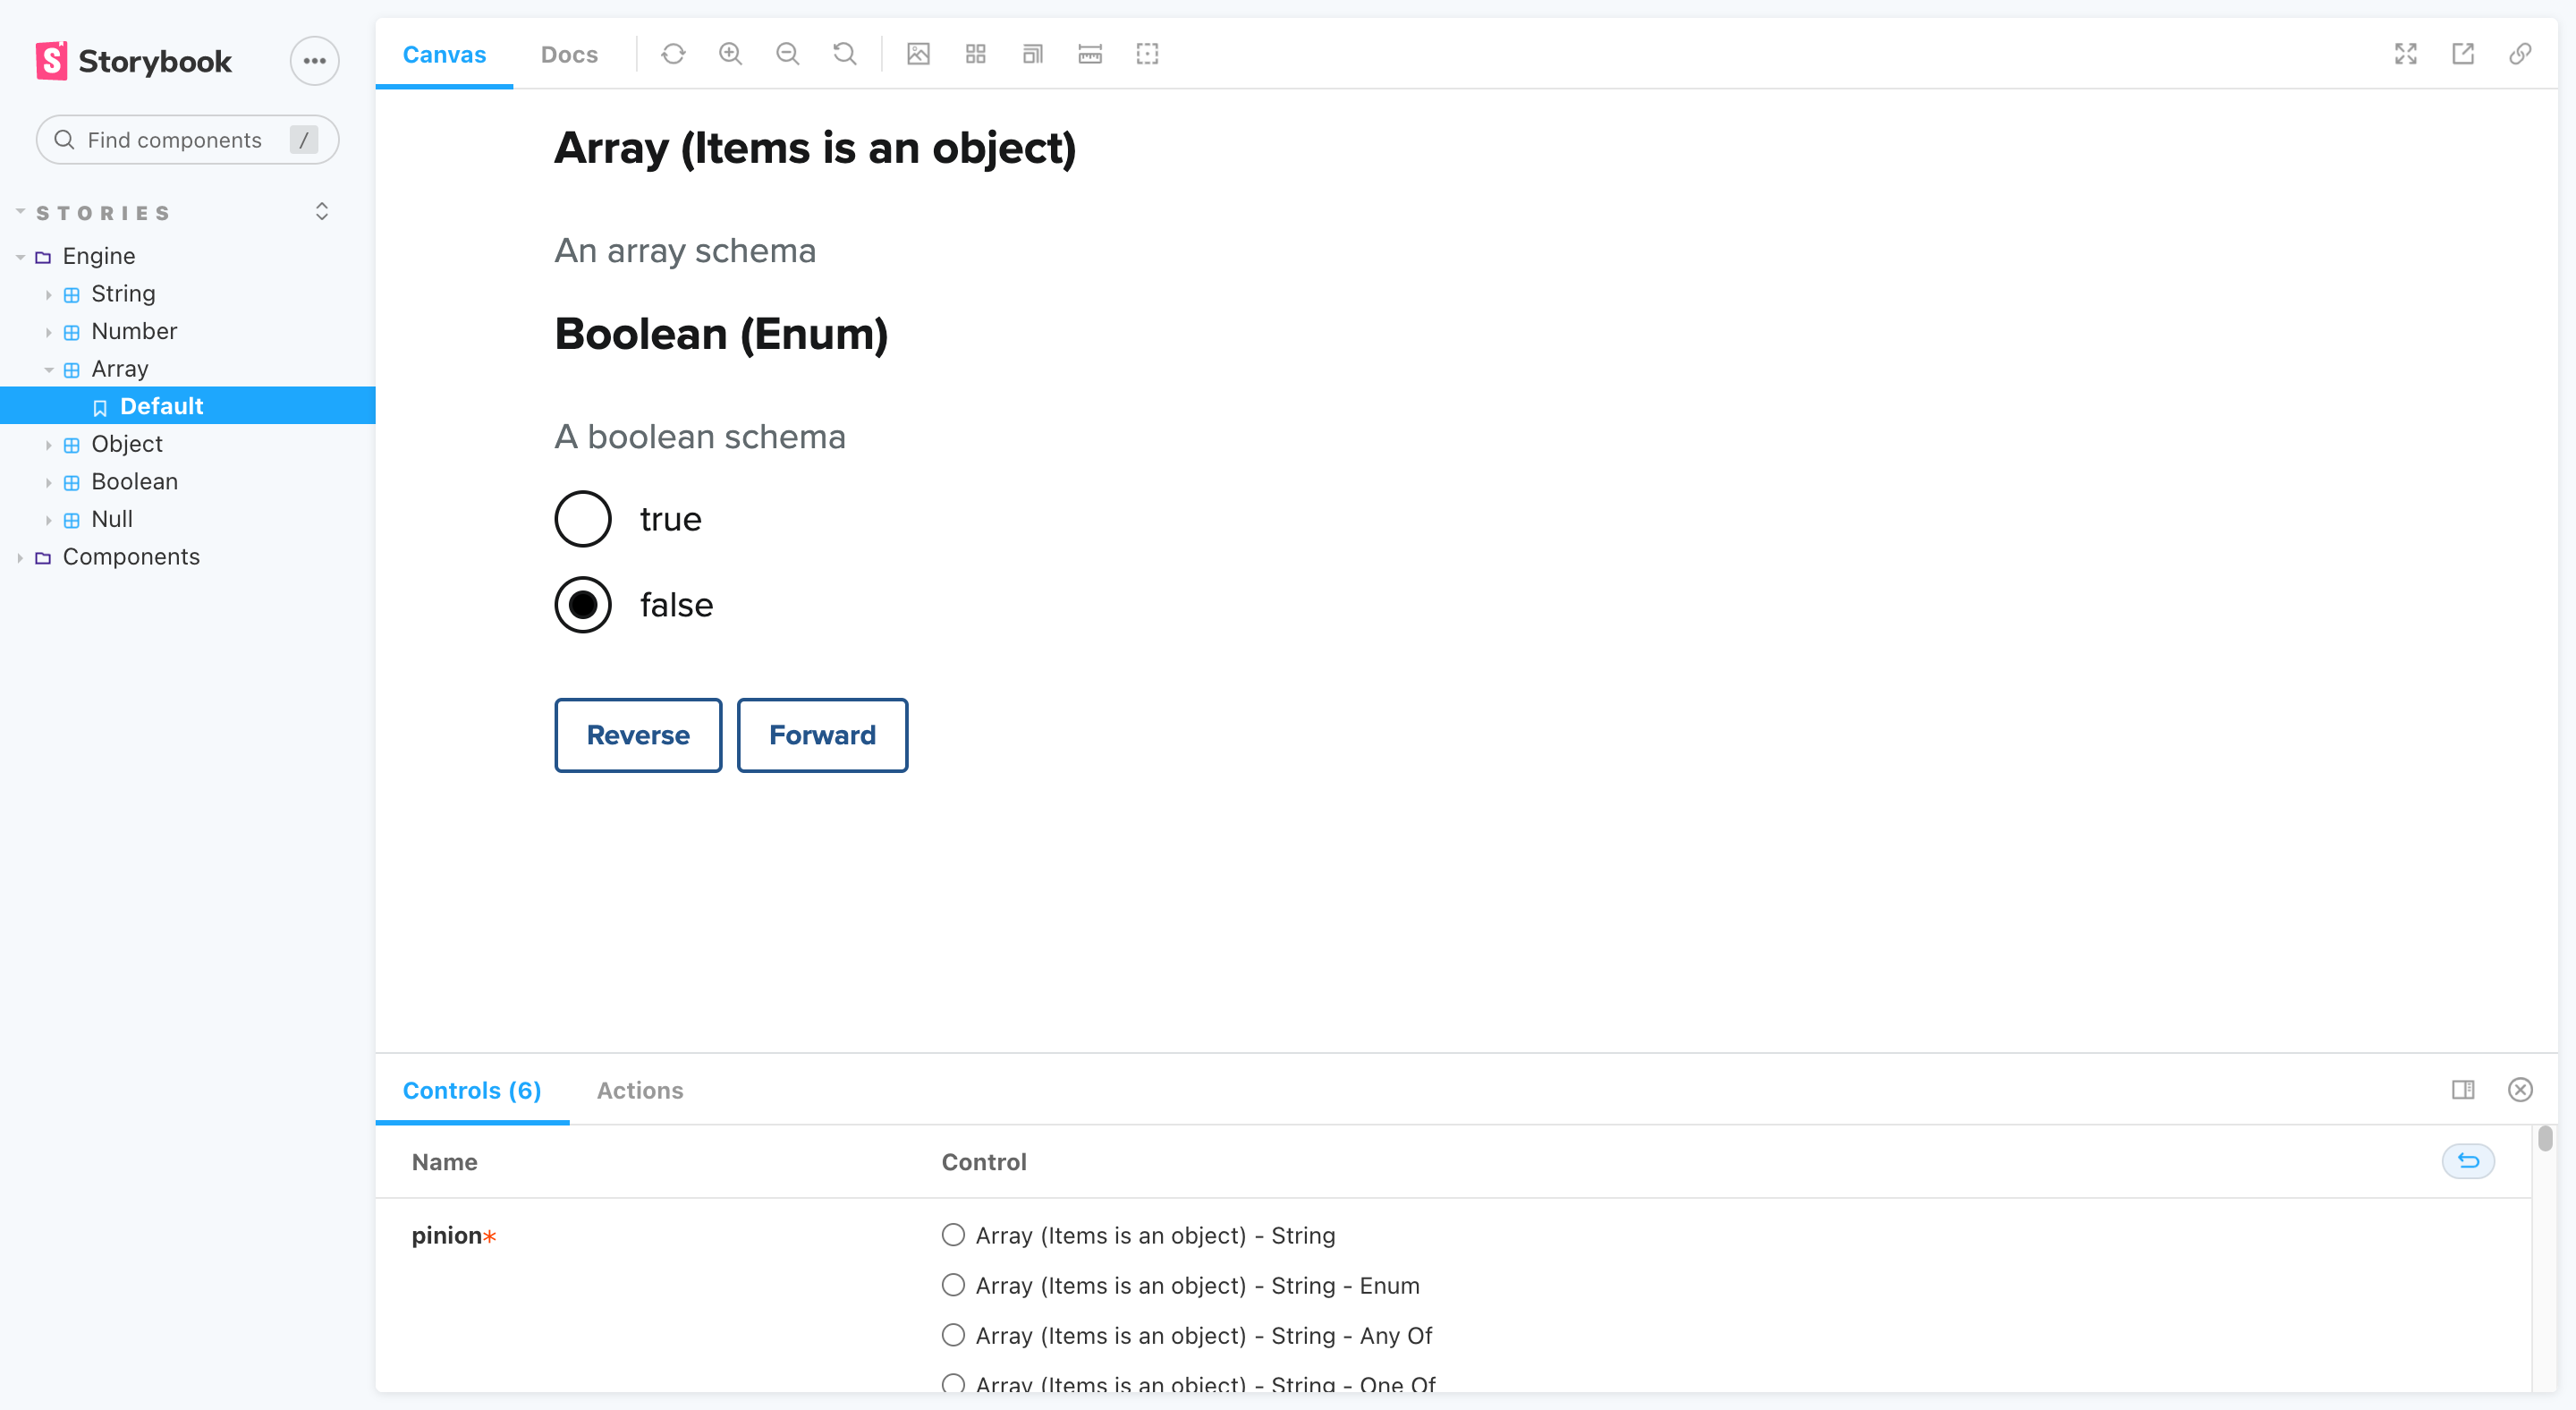 Storybook
Find components /
STORIES
Engine
String
Number
Array
Default
Object
Boolean
Null
Components
Canvas Docs
Array (Items is an object)
An array schema
Boolean (Enum)
A boolean schema
true
false
Reverse Forward
Controls (6) Actions
Name Control
pinion*
Array (Items is an object) - String
Array (Items is an object) - String - Enum
Array (Items is an object) - String - Any Of
Array (Items is an object) - String - One Of